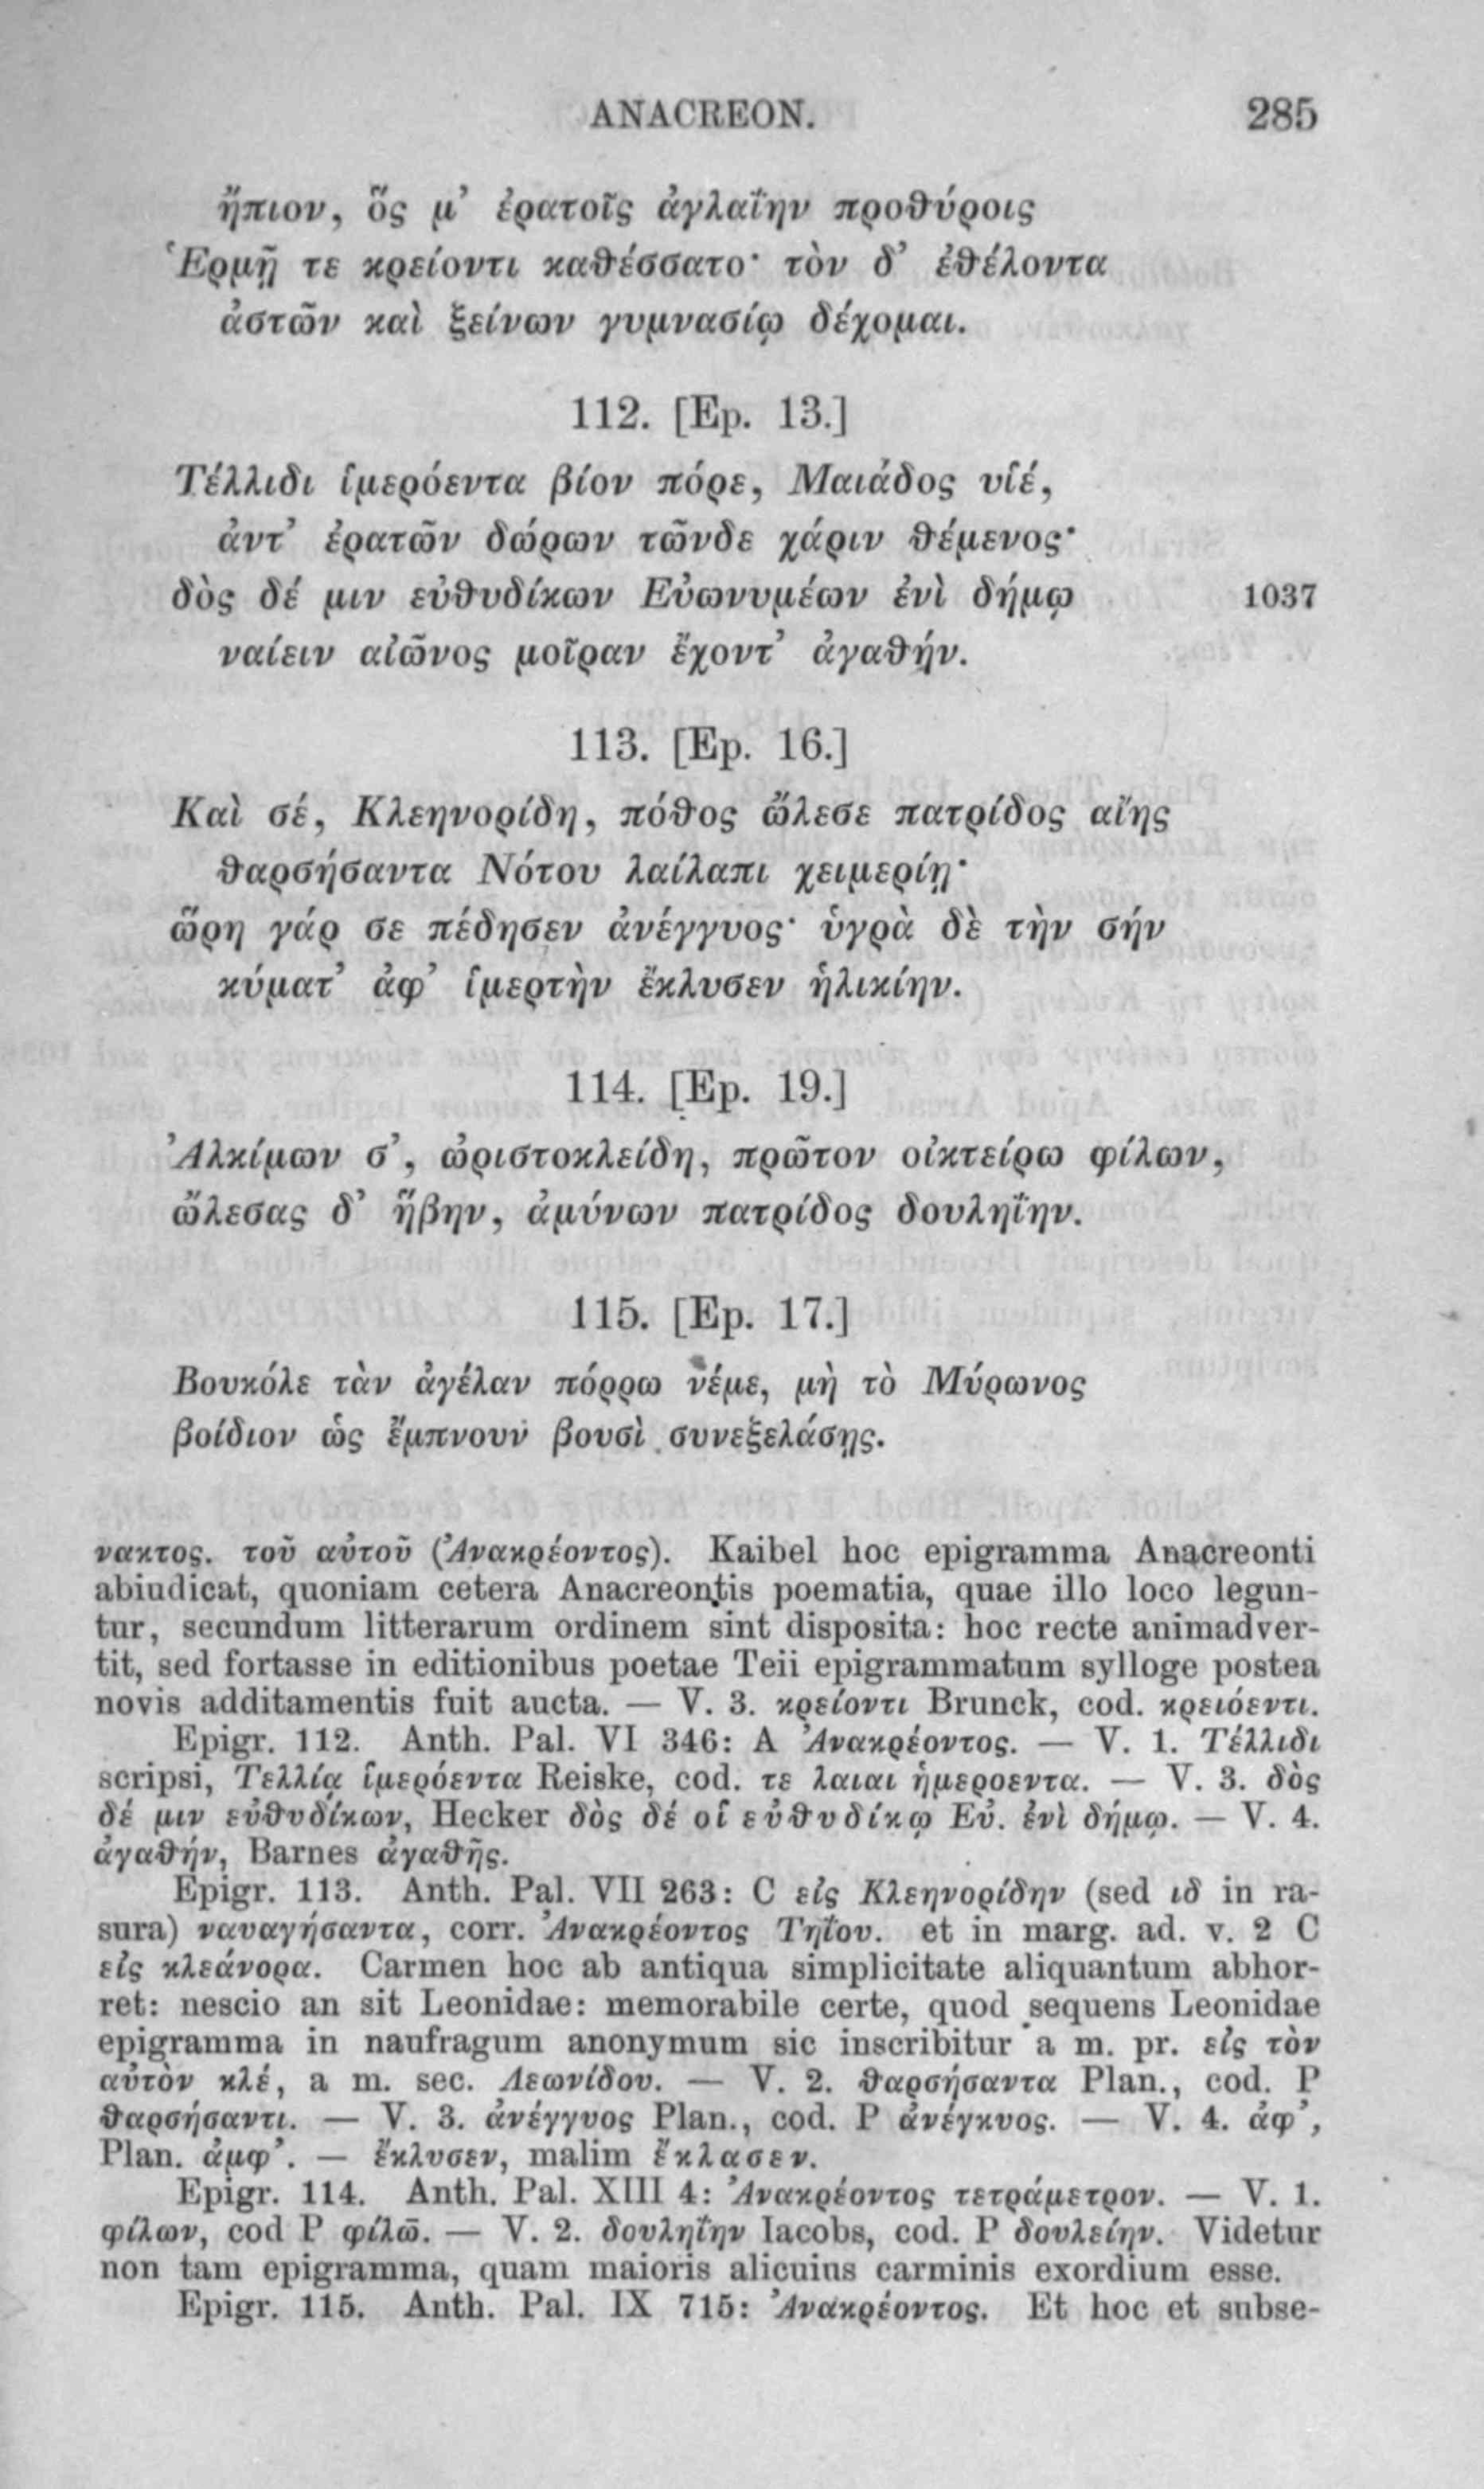 ANACREON. 285
ἤπιον, ὅς μ’ ἐρατοῖς ἀγλαΐην προθύροις
Ἑρμῇ τε κρείοντι καθέσσατο· τὸν δ’ ἐθέλοντα
ἀστῶν καὶ ξείνων γυμνασίῳ δέχομαι.
112. [Ep. 13.]
Τέλλιδι ἱμερόεντα βίον πόρε, Μαιάδος υἱέ,
ἀντ’ ἐρατῶν δώρων τῶνδε χάριν θέμενος·
δὸς δέ μιν εὐθυδίκων Εὐωνυμέων ἐνὶ δήμῳ 1037
ναίειν αἰῶνος μοῖραν ἔχοντ’ ἀγαθήν.
113. [Ep. 16.]
Καὶ σέ, Κλεηνορίδη, πόθος ὤλεσε πατρίδος αἴης
θαρσήσαντα Νότου λαίλαπι χειμερίῃ·
ὥρη γάρ σε πέδησεν ἀνέγγυος· ὑγρὰ δὲ τὴν σήν
κύματ’ ἀφ’ ἱμερτὴν ἔκλυσεν ἡλικίην.
114. [Ep. 19.]
Ἀλκίμων σ’, ὠριστοκλείδη, πρῶτον οἰκτείρω φίλων,
ὤλεσας δ’ ἥβην, ἀμύνων πατρίδος δουληΐην.
115. [Ep. 17.]
Βουκόλε τὰν ἀγέλαν πόρρω νέμε, μὴ τὸ Μύρωνος
βοίδιον ὡς ἔμπνουν βουσὶ συνεξελάσῃς.
νακτος. τοῦ αὐτοῦ (Ἀνακρέοντος). Kaibel hoc epigramma Anacreonti
abiudicat, quoniam cetera Anacreontis poematia, quae illo loco legun-
tur, secundum litterarum ordinem sint disposita: hoc recte animadver-
tit, sed fortasse in editionibus poetae Teii epigrammatum sylloge postea
novis additamentis fuit aucta. — V. 3. κρείοντι Brunck, cod. κρειόεντι.
Epigr. 112. Anth. Pal. VI 346: A Ἀνακρέοντος. — V. 1. Τέλλιδι
scripsi, Τελλίᾳ ἱμερόεντα Reiske, cod. τε λαιαι ἡμεροεντα. — V. 3. δὸς
δέ μιν εὐθυδίκων, Hecker δὸς δέ οἱ εὐθυδίκῳ Εὐ. ἐνὶ δήμῳ. — V. 4.
ἀγαθήν, Barnes ἀγαθῆς.
Epigr. 113. Anth. Pal. VII 263: C εἰς Κλεηνορίδην (sed ιδ in ra-
sura) ναυαγήσαντα, corr. Ἀνακρέοντος Τηΐου. et in marg. ad. v. 2 C
εἰς κλεάνορα. Carmen hoc ab antiqua simplicitate aliquantum abhor-
ret: nescio an sit Leonidae: memorabile certe, quod sequens Leonidae
epigramma in naufragum anonymum sic inscribitur a m. pr. εἰς τὸν
αὐτὸν κλέ, a m. sec. Λεωνίδου. — V. 2. θαρσήσαντα Plan., cod. P
θαρσήσαντι. — V. 3. ἀνέγγυος Plan., cod. P ἀνέγκυος. — V. 4. ἀφ’,
Plan. ἀμφ’. — ἔκλυσεν, malim ἔκλασεν.
Epigr. 114. Anth. Pal. XIII 4: Ἀνακρέοντος τετράμετρον. — V. 1.
φίλων, cod P φίλω̄. — V. 2. δουληΐην Iacobs, cod. P δουλείην. Videtur
non tam epigramma, quam maioris alicuius carminis exordium esse.
Epigr. 115. Anth. Pal. IX 715: Ἀνακρέοντος. Et hoc et subse-